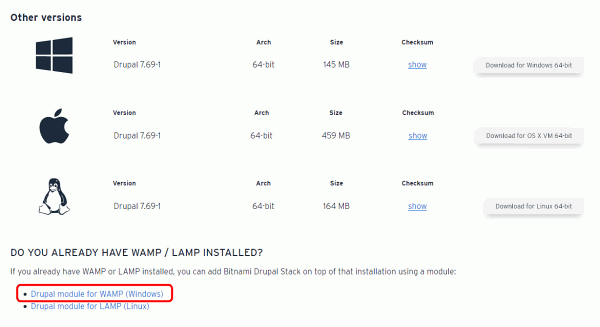 Other versions
Version Arch Size Checksum
Drupal 7.69-1 64-bit 145 MB show Download for Windows 64-bit
Version Arch Size Checksum
Drupal 7.69-1 64-bit 459 MB show Download for OS X VM 64-bit
Version Arch Size Checksum
Drupal 7.69-1 64-bit 164 MB show Download for Linux 64-bit
DO YOU ALREADY HAVE WAMP / LAMP INSTALLED?
If you already have WAMP or LAMP installed, you can add Bitnami Drupal Stack on top of that installation using a module:
• Drupal module for WAMP (Windows)
• Drupal module for LAMP (Linux)